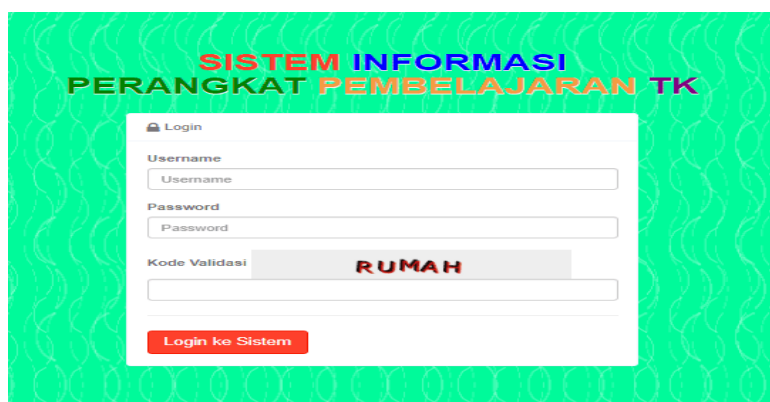 SISTEM INFORMASI
PERANGKAT PEMBELAJARAN TK
Login
Username
Username
Password
Password
Kode Validasi RUMAH
Login ke Sistem